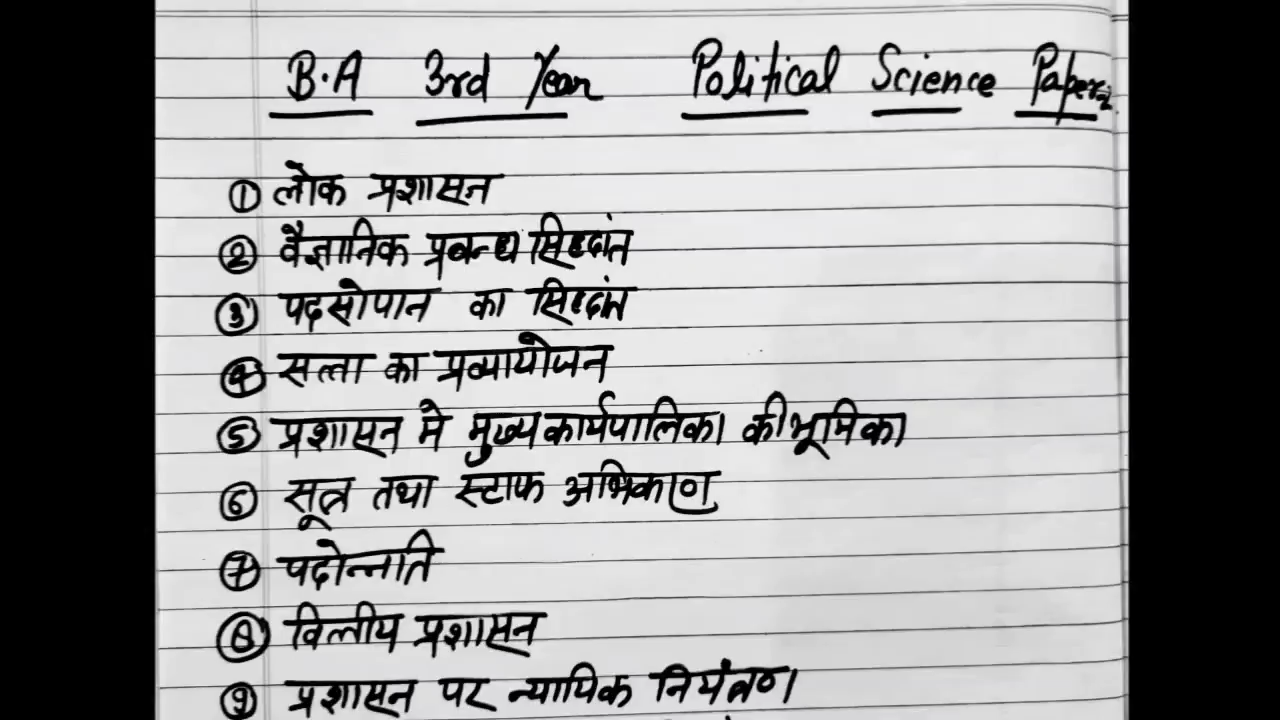 B.A 3rd Year Political Science Paper-2
① लोक प्रशासन
② वैज्ञानिक प्रबन्ध सिद्धांत
③ पदसोपान का सिद्धांत
④ सत्ता का प्रत्यायोजन
⑤ प्रशासन मे मुख्य कार्यपालिका की भूमिका
⑥ सूत्र तथा स्टाफ अभिकरण
⑦ पदोन्नति
⑧ वित्तीय प्रशासन
⑨ प्रशासन पर न्यायिक नियंत्रण